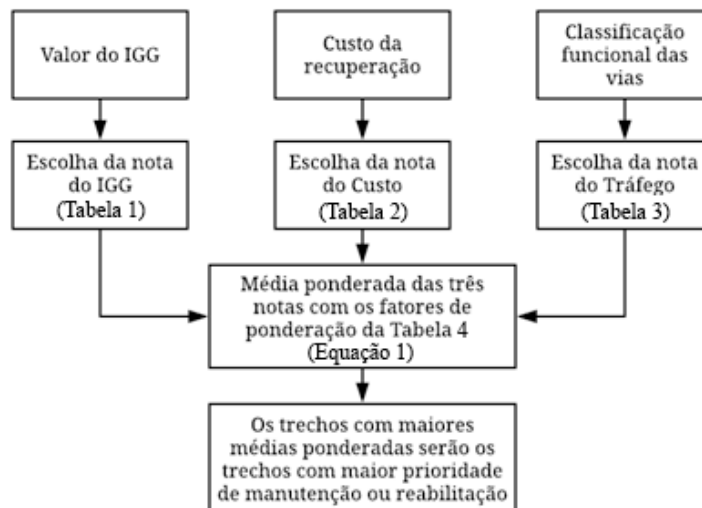 Valor do IGG
Custo da
recuperação
Classificação
funcional das
vias
Escolha da nota
do IGG
(Tabela 1)
Escolha da nota
do Custo
(Tabela 2)
Escolha da nota
do Tráfego
(Tabela 3)
Média ponderada das três
notas com os fatores de
ponderação da Tabela 4
(Equação 1)
Os trechos com maiores
médias ponderadas serão os
trechos com maior prioridade
de manutenção ou reabilitação